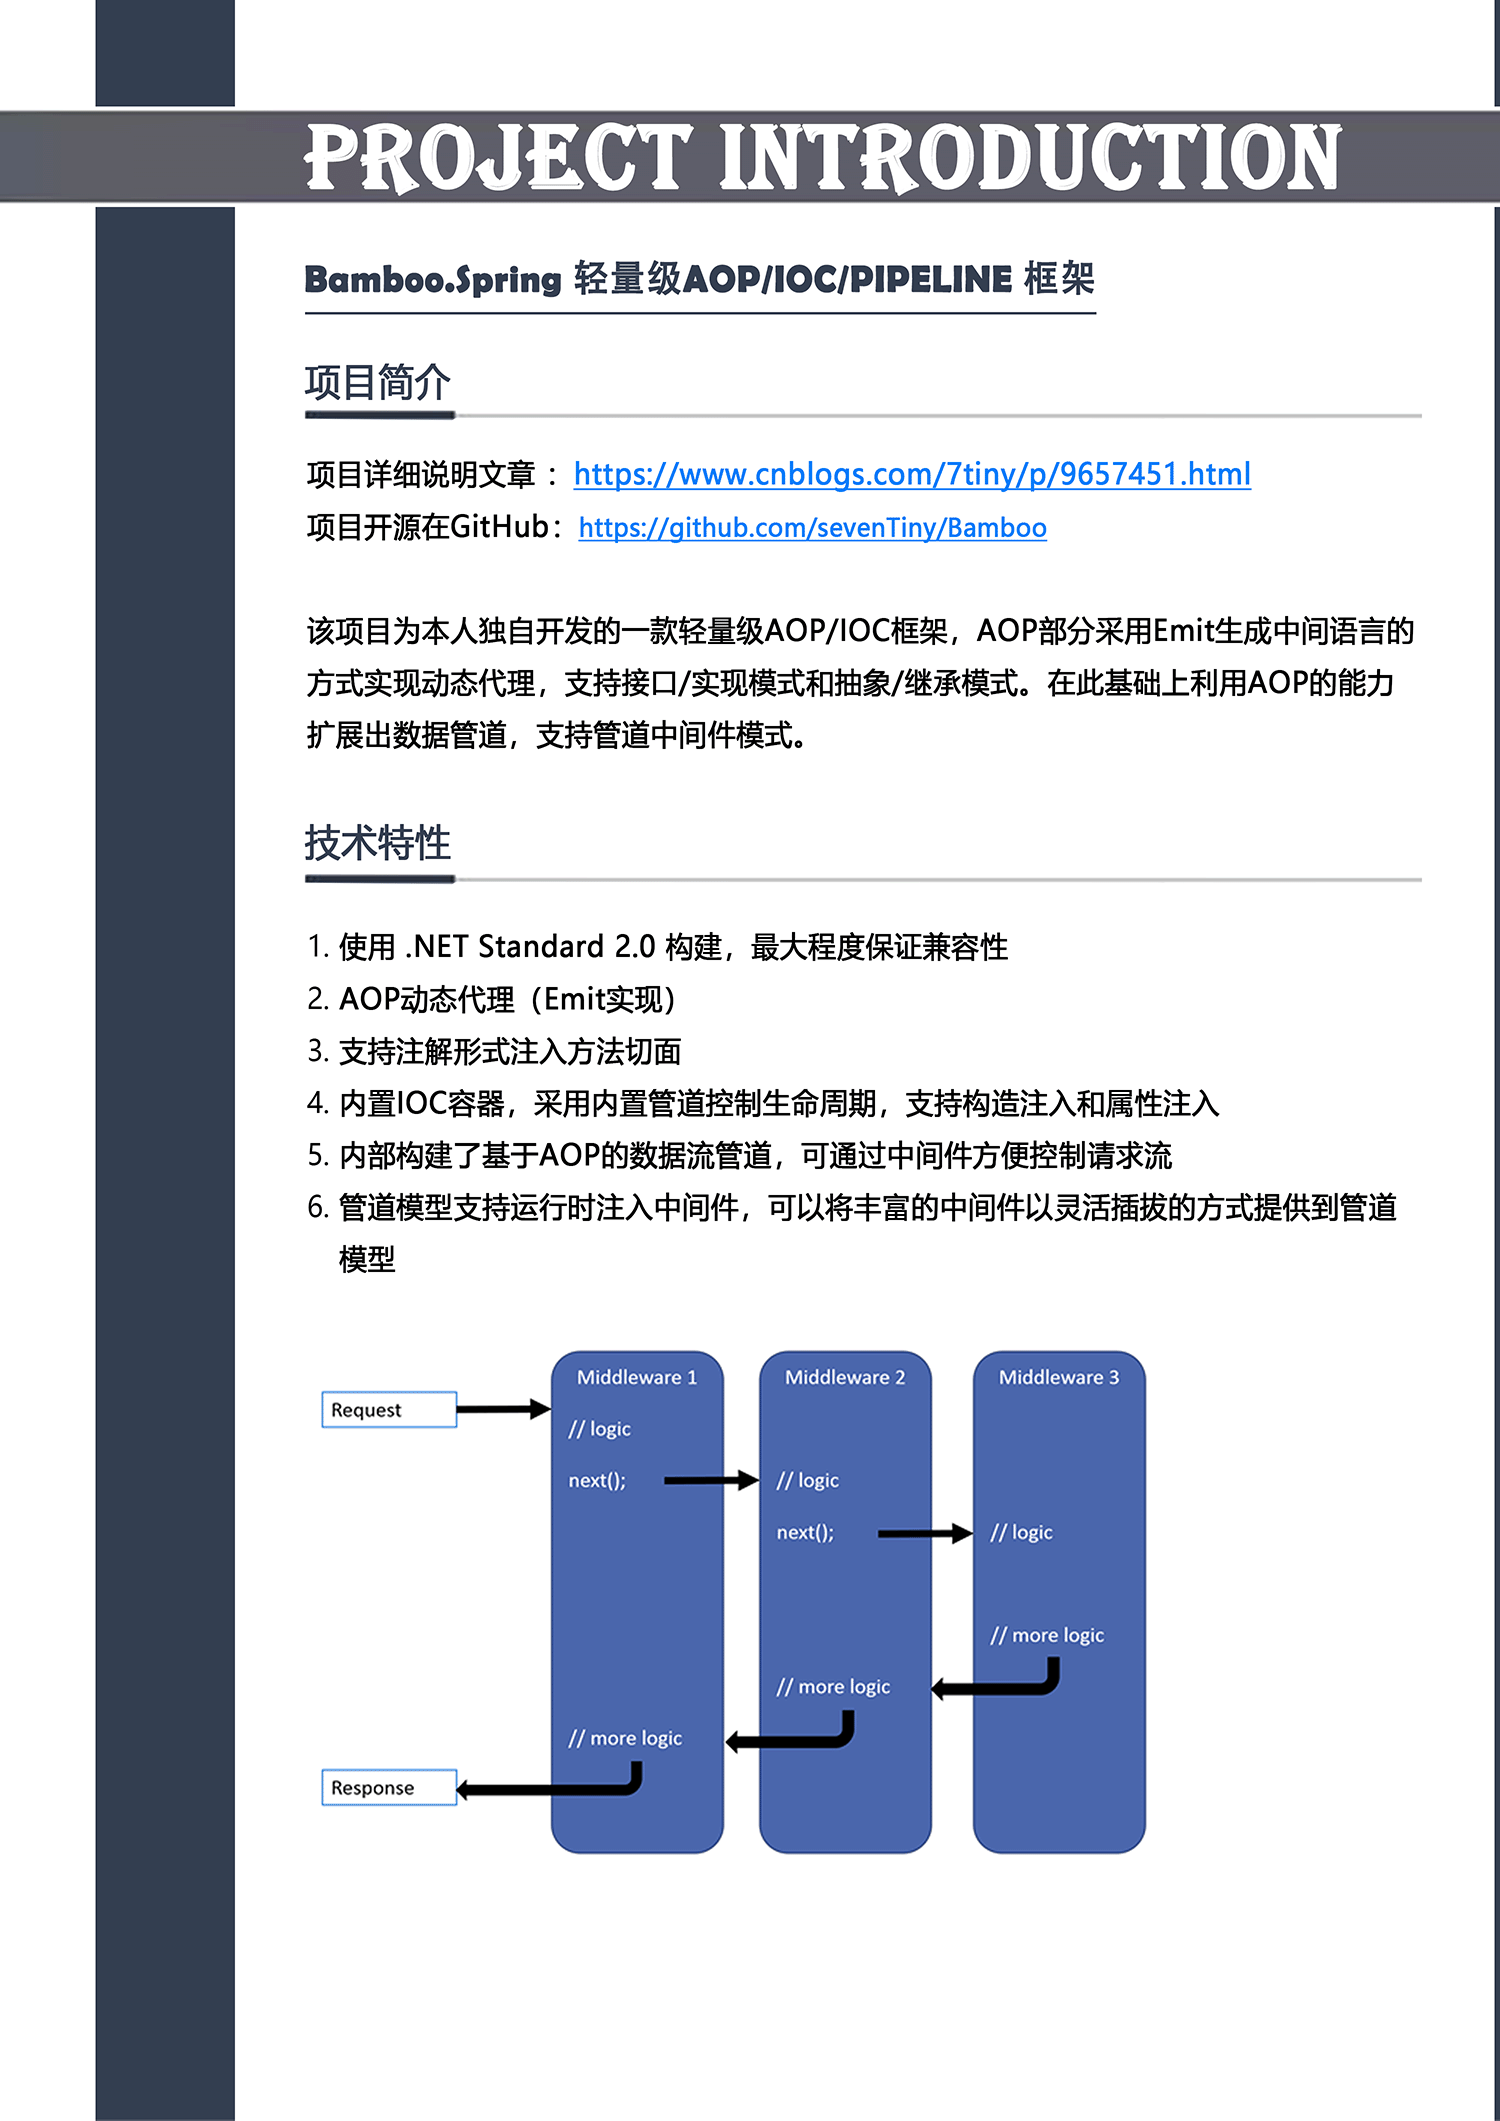 PROJECT INTRODUCTION
Bamboo.Spring 轻量级AOP/IOC/PIPELINE 框架
项目简介
项目详细说明文章 ： https://www.cnblogs.com/7tiny/p/9657451.html
项目开源在GitHub： https://github.com/sevenTiny/Bamboo
该项目为本人独自开发的一款轻量级AOP/IOC框架，AOP部分采用Emit生成中间语言的
方式实现动态代理，支持接口/实现模式和抽象/继承模式。在此基础上利用AOP的能力
扩展出数据管道，支持管道中间件模式。
技术特性
1. 使用 .NET Standard 2.0 构建，最大程度保证兼容性
2. AOP动态代理（Emit实现）
3. 支持注解形式注入方法切面
4. 内置IOC容器，采用内置管道控制生命周期，支持构造注入和属性注入
5. 内部构建了基于AOP的数据流管道，可通过中间件方便控制请求流
6. 管道模型支持运行时注入中间件，可以将丰富的中间件以灵活插拔的方式提供到管道
模型
Middleware 1
Middleware 2
Middleware 3
Request
// logic
next();
// logic
next();
// logic
// more logic
// more logic
// more logic
Response